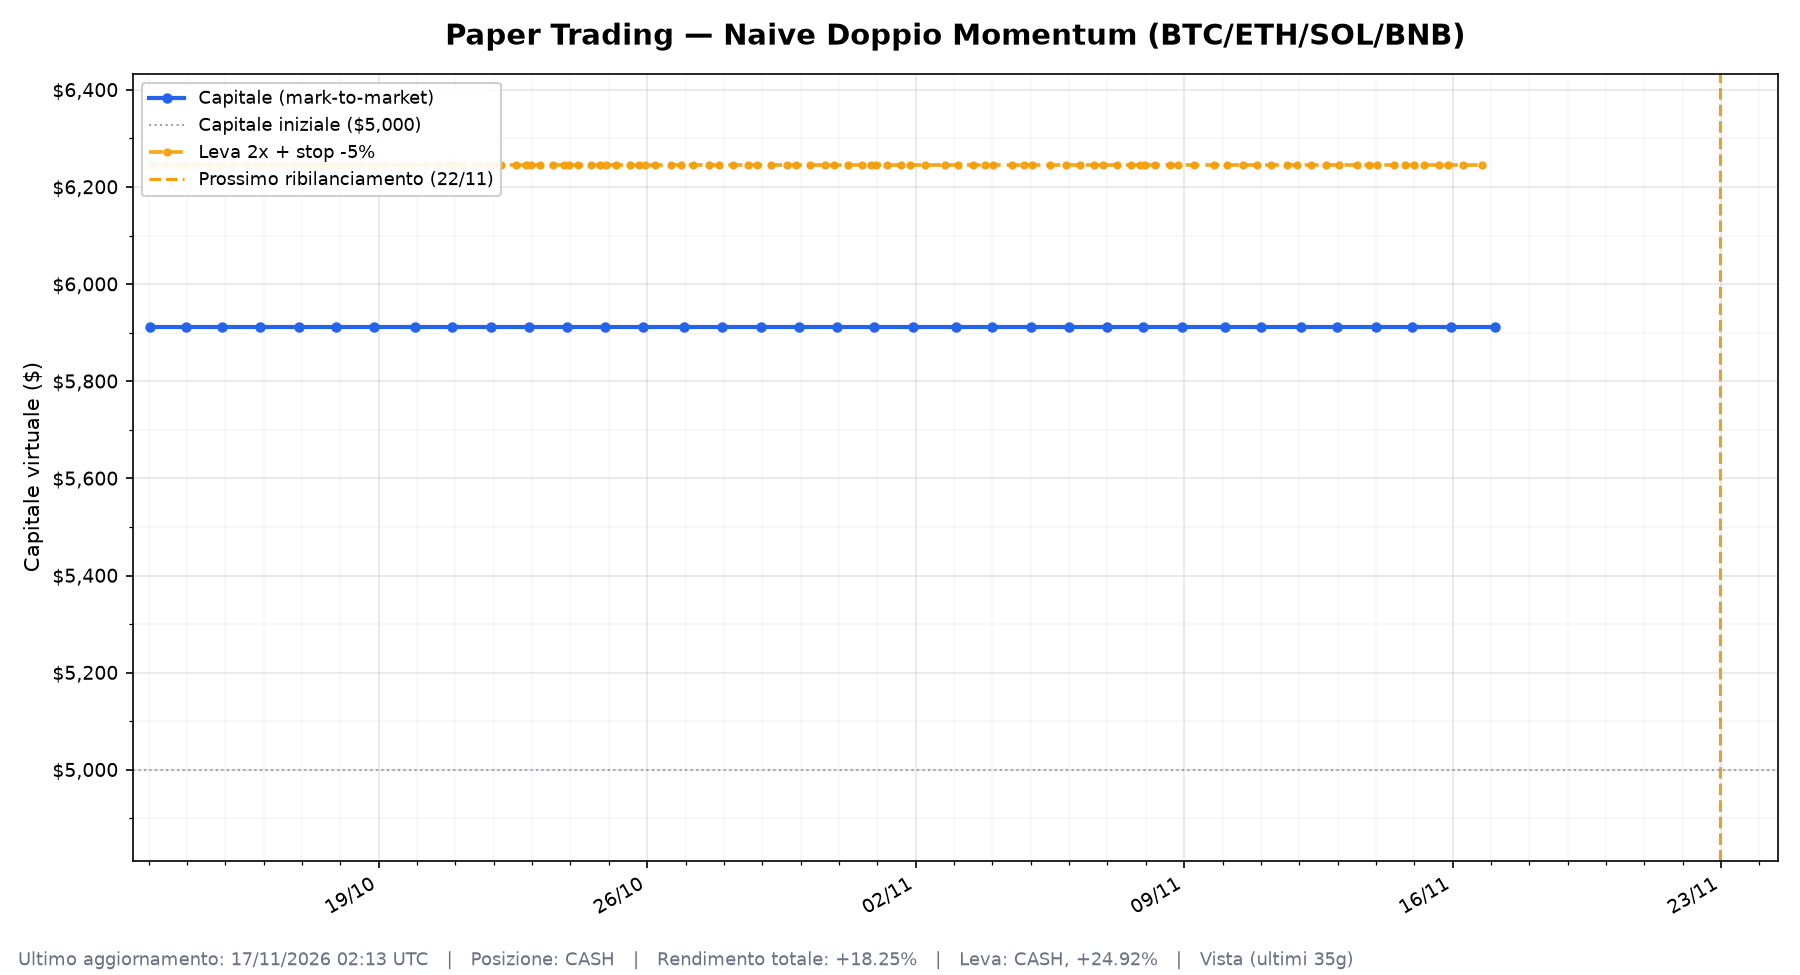 Paper Trading — Naive Doppio Momentum (BTC/ETH/SOL/BNB)
Capitale (mark-to-market)
Capitale iniziale ($5,000)
Leva 2x + stop -5%
Prossimo ribilanciamento (22/11)
Capitale virtuale ($)
$6,400
$6,200
$6,000
$5,800
$5,600
$5,400
$5,200
$5,000
19/10
26/10
02/11
09/11
16/11
23/11
Ultimo aggiornamento: 17/11/2026 02:13 UTC | Posizione: CASH | Rendimento totale: +18.25% | Leva: CASH, +24.92% | Vista (ultimi 35g)